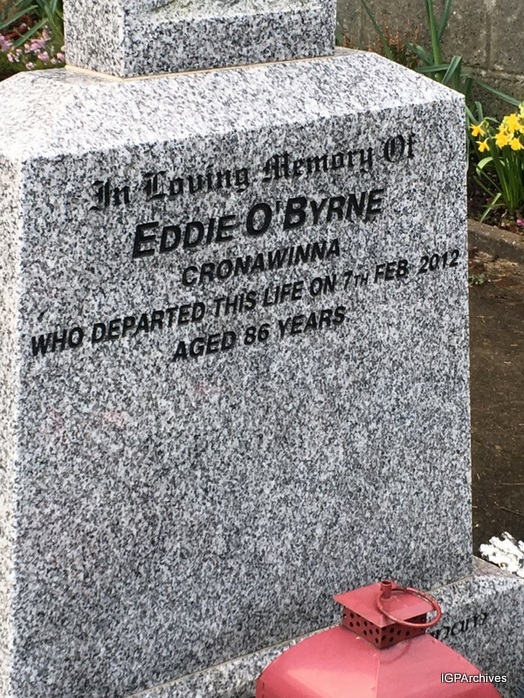 In Loving Memory Of
EDDIE O'BYRNE
CRONAWINNA
WHO DEPARTED THIS LIFE ON 7TH FEB 2012
AGED 86 YEARS
IGPArchives